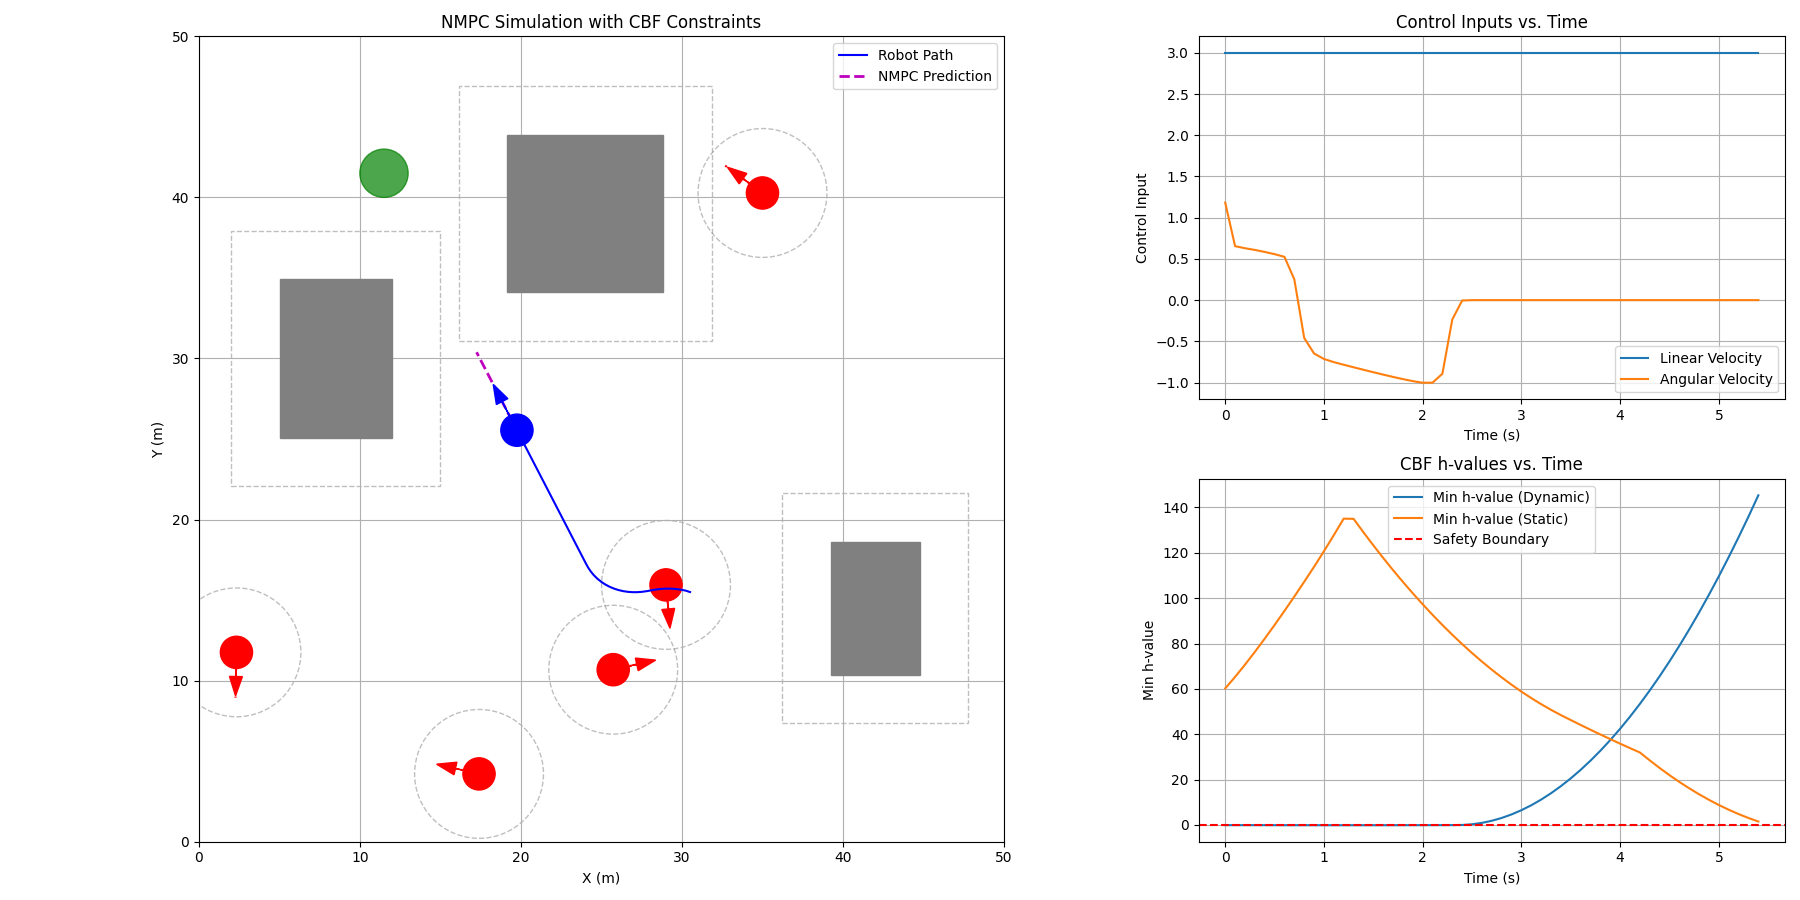 NMPC Simulation with CBF Constraints
50
40
30
20
10
0
Y (m)
Robot Path
NMPC Prediction
0 10 20 30 40 50
X (m)
Control Inputs vs. Time
3.0
2.5
2.0
1.5
1.0
0.5
0.0
−0.5
−1.0
Control Input
Linear Velocity
Angular Velocity
0 1 2 3 4 5
Time (s)
CBF h-values vs. Time
140
120
100
80
60
40
20
0
Min h-value
Min h-value (Dynamic)
Min h-value (Static)
Safety Boundary
0 1 2 3 4 5
Time (s)